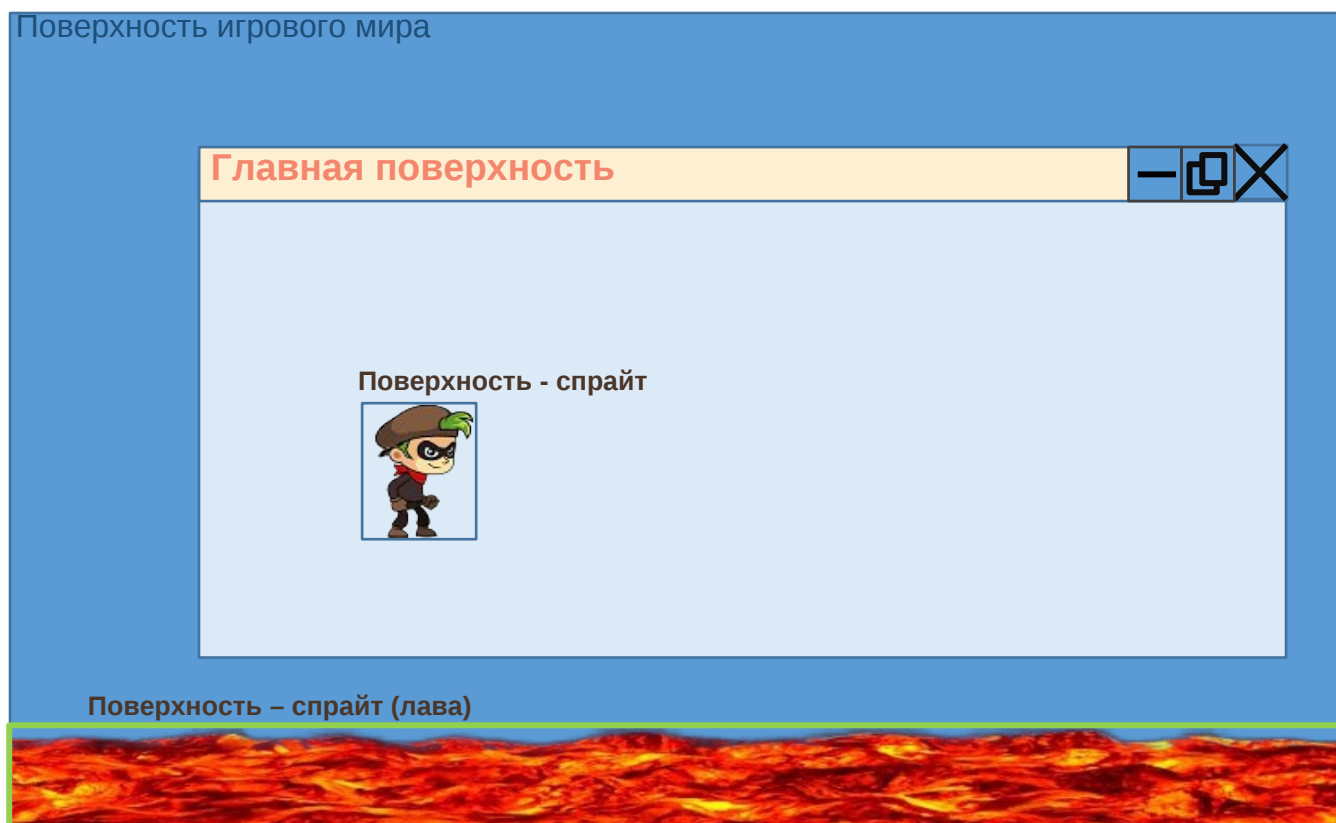 Поверхность игрового мира
Главная поверхность
Поверхность - спрайт
Поверхность – спрайт (лава)